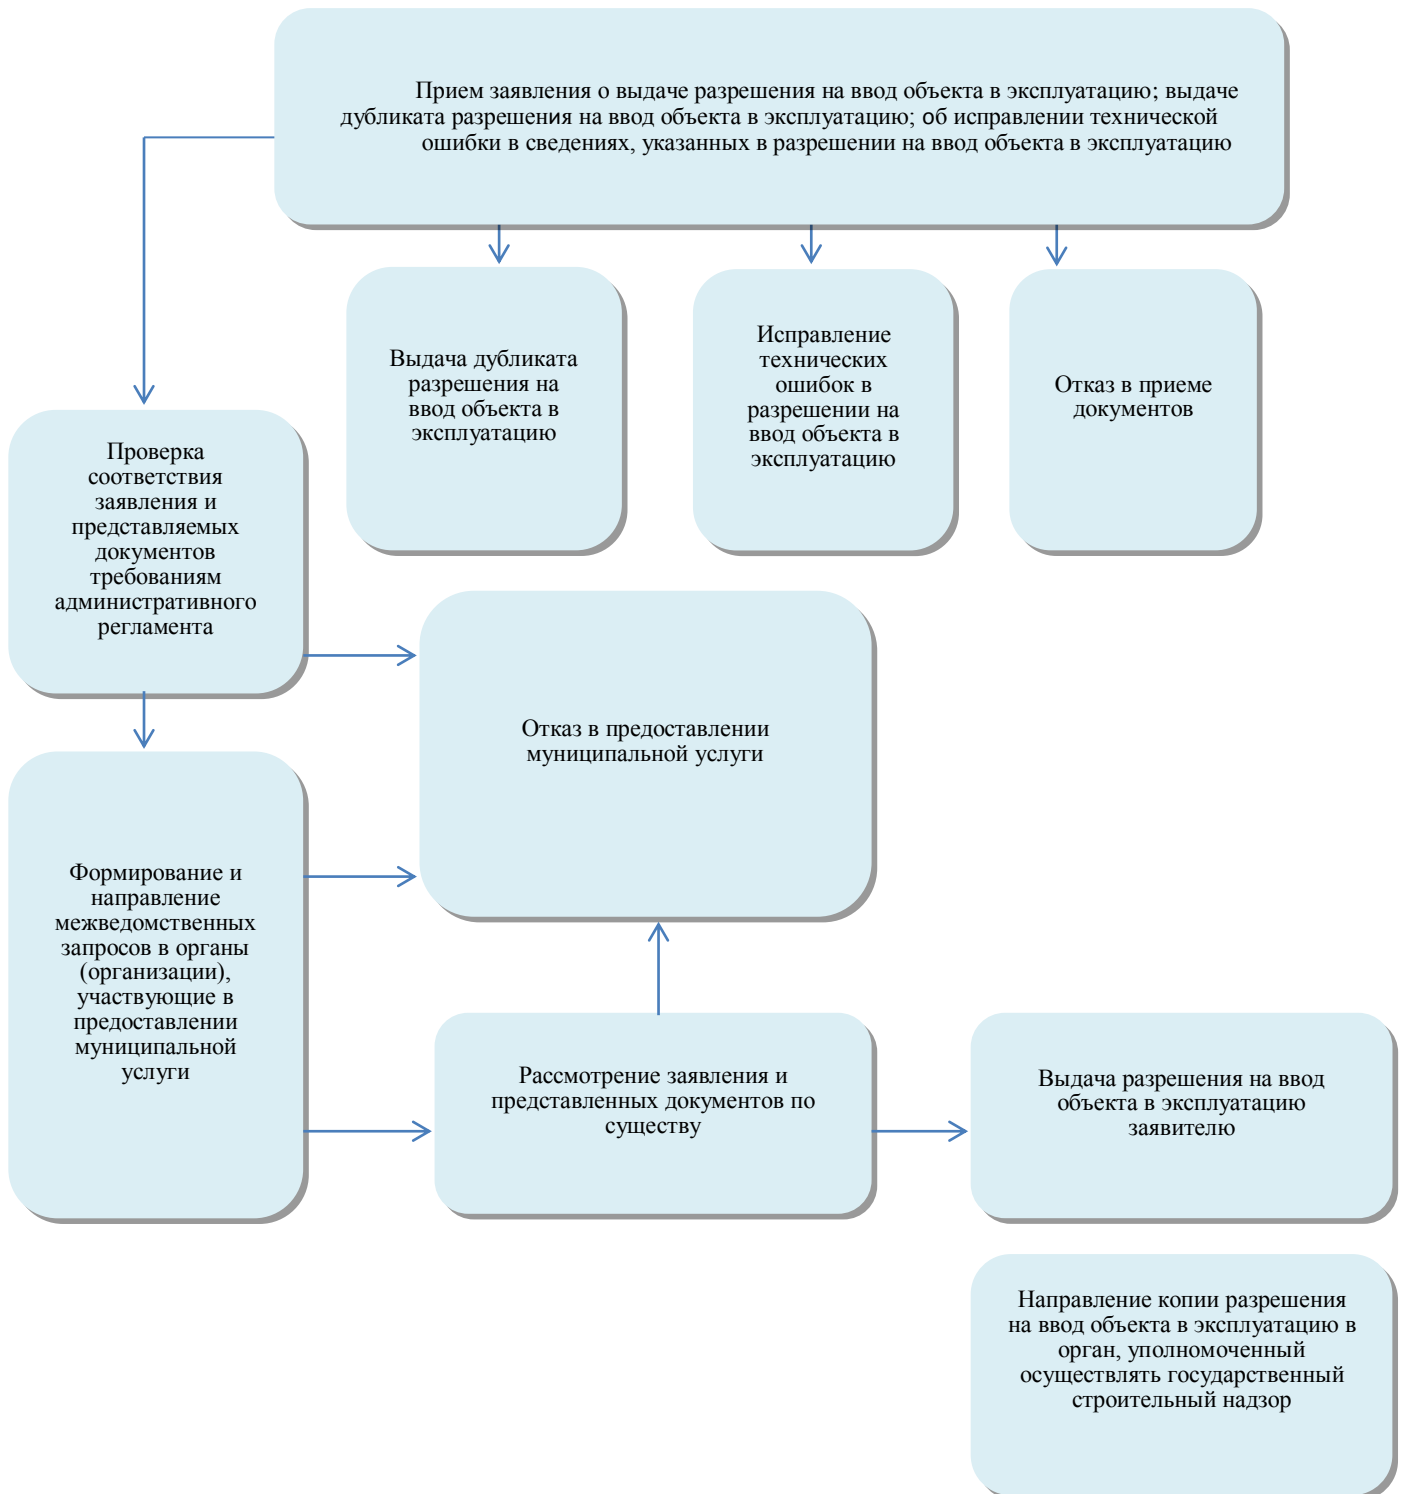 Прием заявления о выдаче разрешения на ввод объекта в эксплуатацию; выдаче
дубликата разрешения на ввод объекта в эксплуатацию; об исправлении технической
ошибки в сведениях, указанных в разрешении на ввод объекта в эксплуатацию
Выдача дубликата
разрешения на
ввод объекта в
эксплуатацию
Исправление
технических
ошибок в
разрешении на
ввод объекта в
эксплуатацию
Отказ в приеме
документов
Проверка
соответствия
заявления и
представляемых
документов
требованиям
административного
регламента
Отказ в предоставлении
муниципальной услуги
Формирование и
направление
межведомственных
запросов в органы
(организации),
участвующие в
предоставлении
муниципальной
услуги
Рассмотрение заявления и
представленных документов по
существу
Выдача разрешения на ввод
объекта в эксплуатацию
заявителю
Направление копии разрешения
на ввод объекта в эксплуатацию в
орган, уполномоченный
осуществлять государственный
строительный надзор